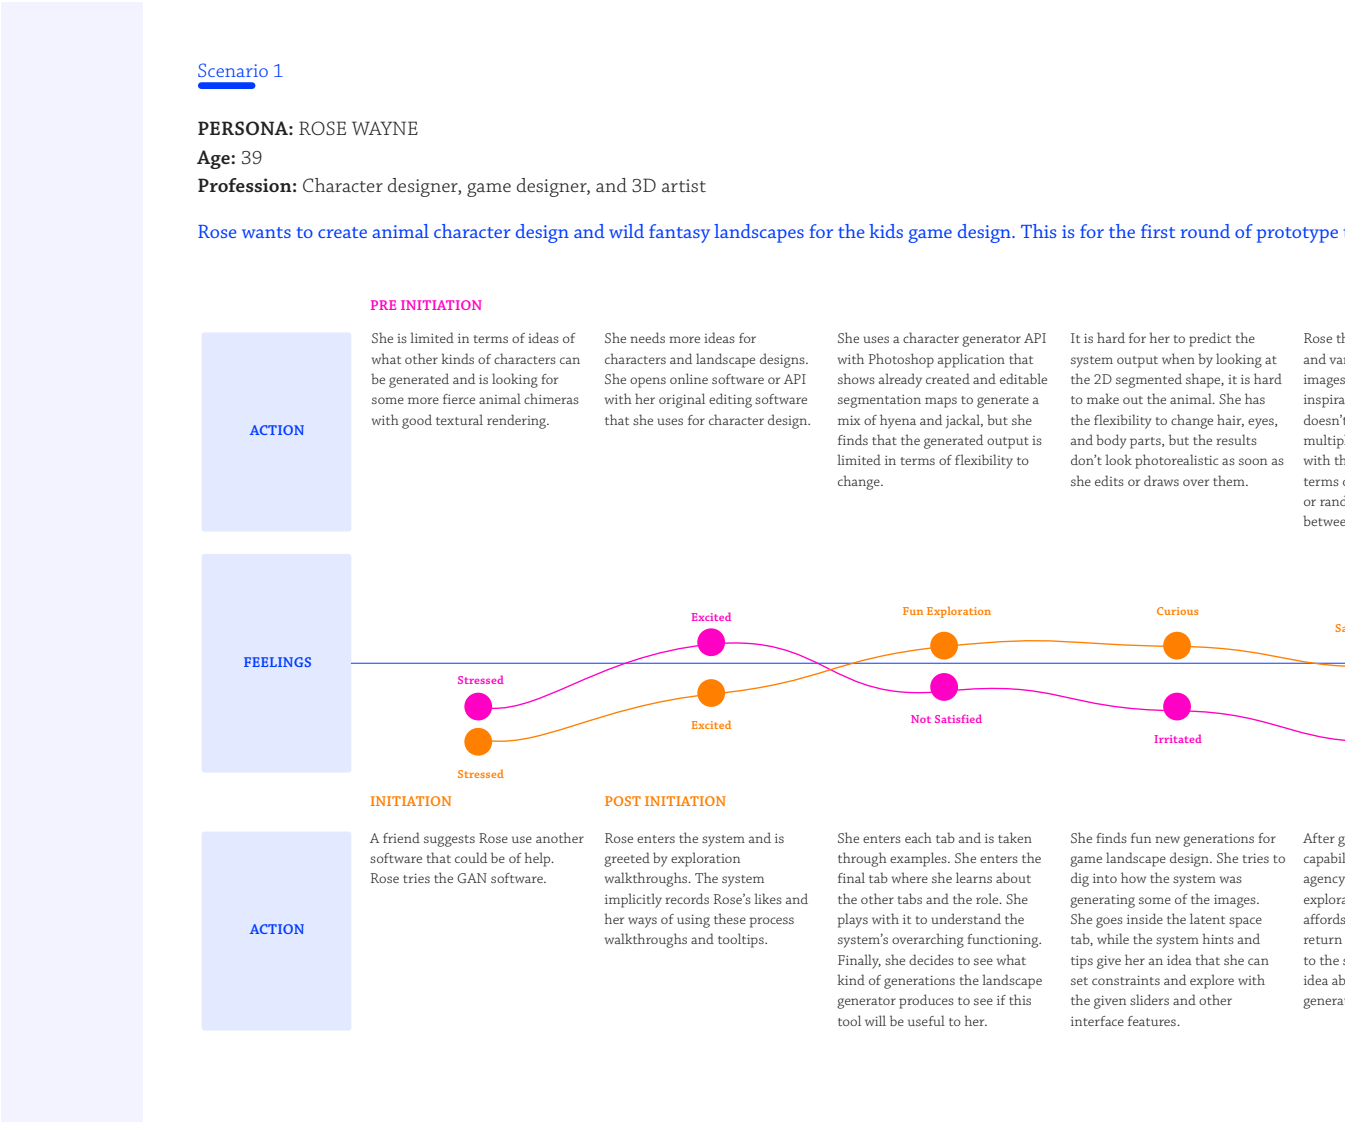 Scenario 1
PERSONA: ROSE WAYNE
Age: 39
Profession: Character designer, game designer, and 3D artist
Rose wants to create animal character design and wild fantasy landscapes for the kids game design. This is for the first round of prototype
PRE INITIATION
ACTION
She is limited in terms of ideas of
what other kinds of characters can
be generated and is looking for
some more fierce animal chimeras
with good textural rendering.
She needs more ideas for
characters and landscape designs.
She opens online software or API
with her original editing software
that she uses for character design.
She uses a character generator API
with Photoshop application that
shows already created and editable
segmentation maps to generate a
mix of hyena and jackal, but she
finds that the generated output is
limited in terms of flexibility to
change.
It is hard for her to predict the
system output when by looking at
the 2D segmented shape, it is hard
to make out the animal. She has
the flexibility to change hair, eyes,
and body parts, but the results
don’t look photorealistic as soon as
she edits or draws over them.
Rose
and
images
with
terms
or
FEELINGS
Stressed
Excited
Not Satisfied
Irritated
Stressed
Excited
Fun Exploration
Curious
INITIATION
POST INITIATION
ACTION
A friend suggests Rose use another
software that could be of help.
Rose tries the GAN software.
Rose enters the system and is
greeted by exploration
walkthroughs. The system
implicitly records Rose’s likes and
her ways of using these process
walkthroughs and tooltips.
She enters each tab and is taken
through examples. She enters the
final tab where she learns about
the other tabs and the role. She
plays with it to understand the
system’s overarching functioning.
Finally, she decides to see what
kind of generations the landscape
generator produces to see if this
tool will be useful to her.
She finds fun new generations for
game landscape design. She tries to
dig into how the system was
generating some of the images.
She goes inside the latent space
tab, while the system hints and
tips give her an idea that she can
set constraints and explore with
the given sliders and other
interface features.
After
agency
affords
return
to the
idea